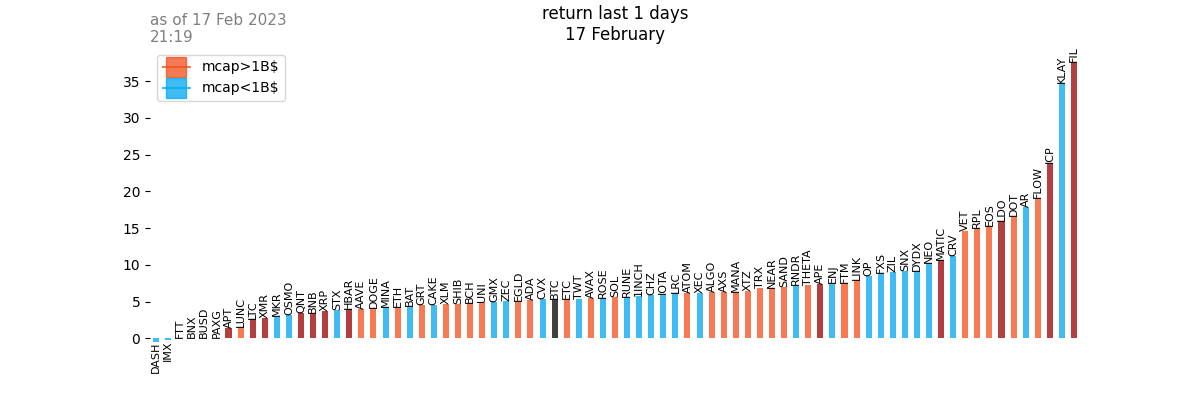 as of 17 Feb 2023
21:19
return last 1 days
17 February
mcap>1B$
mcap<1B$
35
30
25
20
15
10
5
0
DASH
IMX
FTT
BNX
BUSD
PAXG
APT
LUNC
LTC
XMR
MKR
OSMO
QNT
BNB
XRP
STX
HBAR
AAVE
DOGE
MINA
ETH
BAT
GRT
CAKE
XLM
SHIB
BCH
UNI
GMX
ZEC
EGLD
ADA
CVX
BTC
ETC
TWT
AVAX
ROSE
SOL
RUNE
1INCH
CHZ
IOTA
LRC
ATOM
XEC
ALGO
AXS
MANA
XTZ
TRX
NEAR
SAND
RNDR
THETA
APE
ENJ
FTM
LINK
OP
FXS
ZIL
SNX
DYDX
NEO
MATIC
CRV
VET
RPL
EOS
LDO
DOT
AR
FLOW
ICP
KLAY
FIL